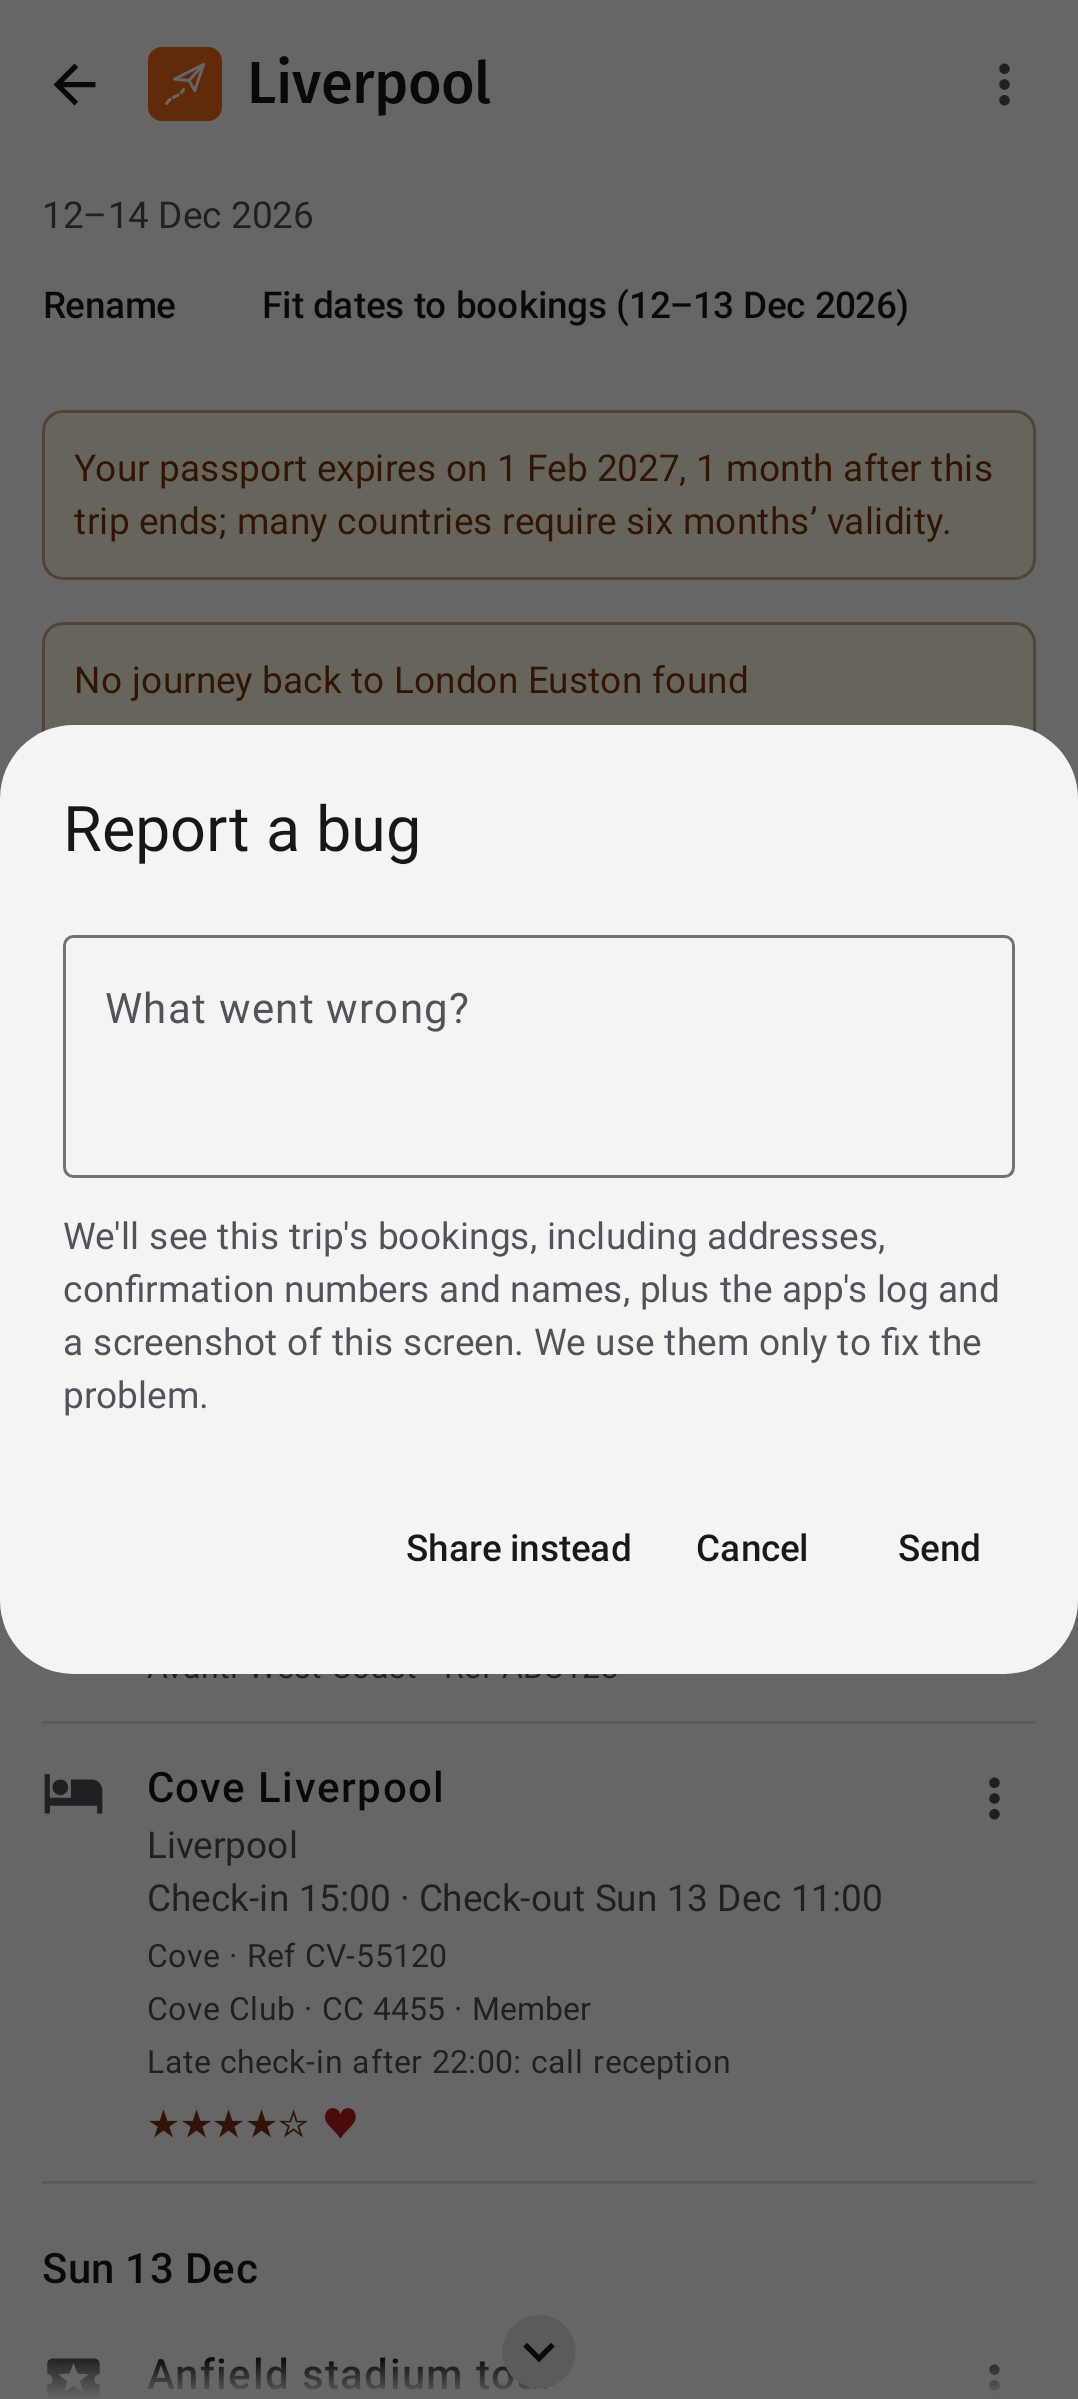 Liverpool
12–14 Dec 2026
Rename Fit dates to bookings (12–13 Dec 2026)
Your passport expires on 1 Feb 2027, 1 month after this
trip ends; many countries require six months’ validity.
No journey back to London Euston found
Report a bug
What went wrong?
We'll see this trip's bookings, including addresses,
confirmation numbers and names, plus the app's log and
a screenshot of this screen. We use them only to fix the
problem.
Share instead Cancel Send
Cove Liverpool
Liverpool
Check-in 15:00 · Check-out Sun 13 Dec 11:00
Cove · Ref CV-55120
Cove Club · CC 4455 · Member
Late check-in after 22:00: call reception
★★★★☆ ♥
Sun 13 Dec
Anfield stadium